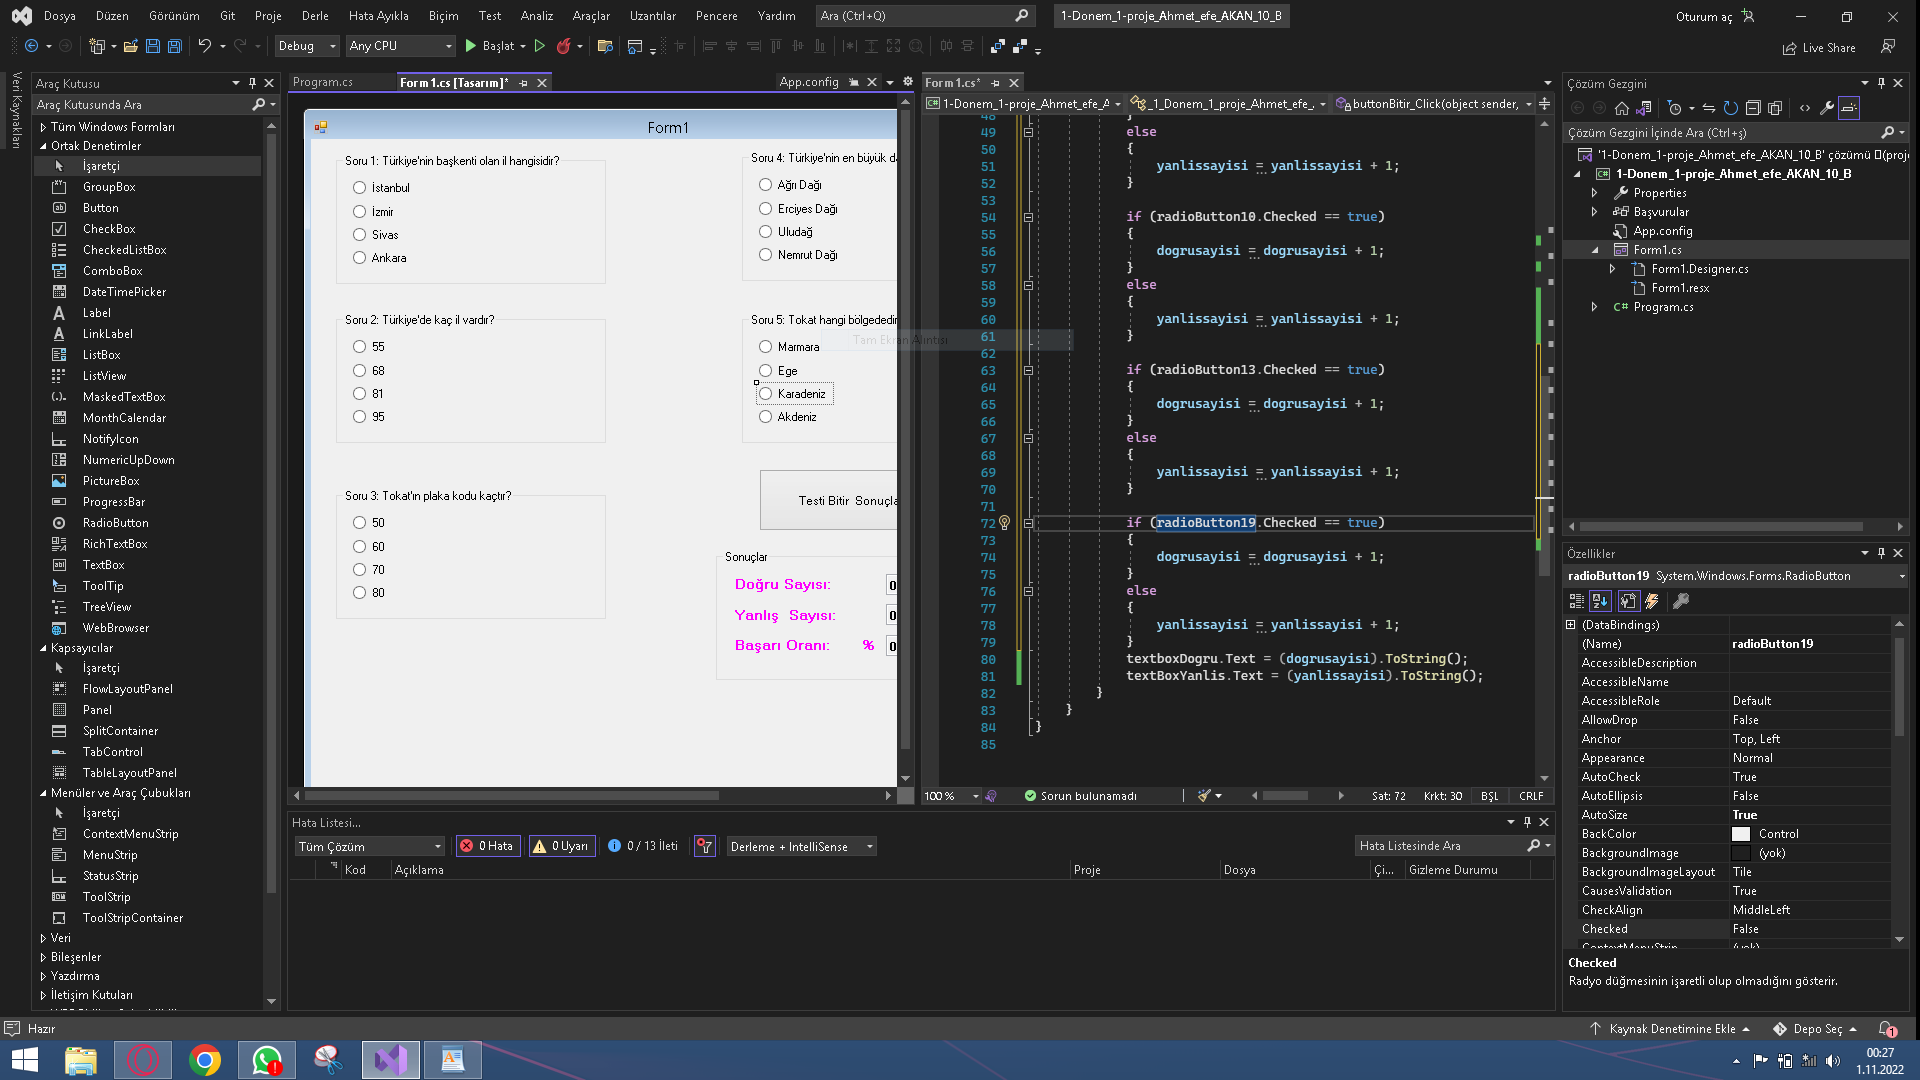 Dosya Düzen Görünüm Git Proje Derle Hata Ayıkla Biçim Test Analiz Araçlar Uzantılar Pencere Yardım Ara (Ctrl+Q) 1-Donem_1-proje_Ahmet_efe_AKAN_10_B Oturum aç
Debug Any CPU Başlat Live Share
Veri Kaynakları
Araç Kutusu
Araç Kutusunda Ara
Tüm Windows Formları
Ortak Denetimler
İşaretçi
GroupBox
Button
CheckBox
CheckedListBox
ComboBox
DateTimePicker
Label
LinkLabel
ListBox
ListView
MaskedTextBox
MonthCalendar
NotifyIcon
NumericUpDown
PictureBox
ProgressBar
RadioButton
RichTextBox
TextBox
ToolTip
TreeView
WebBrowser
Kapsayıcılar
İşaretçi
FlowLayoutPanel
Panel
SplitContainer
TabControl
TableLayoutPanel
Menüler ve Araç Çubukları
İşaretçi
ContextMenuStrip
MenuStrip
StatusStrip
ToolStrip
ToolStripContainer
Veri
Bileşenler
Yazdırma
İletişim Kutuları
Program.cs Form1.cs [Tasarım]* App.config
Form1
Soru 1: Türkiye'nin başkenti olan il hangisidir?
İstanbul
İzmir
Sivas
Ankara
Soru 2: Türkiye'de kaç il vardır?
55
68
81
95
Soru 3: Tokat'ın plaka kodu kaçtır?
50
60
70
80
Soru 4: Türkiye'nin en büyük da
Ağrı Dağı
Erciyes Dağı
Uludağ
Nemrut Dağı
Soru 5: Tokat hangi bölgededir
Marmara
Ege
Karadeniz
Akdeniz
Tam Ekran Alıntısı
Testi Bitir Sonuçla
Sonuçlar
Doğru Sayısı: 0
Yanlış Sayısı: 0
Başarı Oranı: % 0
Form1.cs*
1-Donem_1-proje_Ahmet_efe_A _1_Donem_1_proje_Ahmet_efe_. buttonBitir_Click(object sender,
48 }
49 else
50 {
51 yanlissayisi = yanlissayisi + 1;
52 }
53
54 if (radioButton10.Checked == true)
55 {
56 dogrusayisi = dogrusayisi + 1;
57 }
58 else
59 {
60 yanlissayisi = yanlissayisi + 1;
61 }
62
63 if (radioButton13.Checked == true)
64 {
65 dogrusayisi = dogrusayisi + 1;
66 }
67 else
68 {
69 yanlissayisi = yanlissayisi + 1;
70 }
71
72 if (radioButton19.Checked == true)
73 {
74 dogrusayisi = dogrusayisi + 1;
75 }
76 else
77 {
78 yanlissayisi = yanlissayisi + 1;
79 }
80 textboxDogru.Text = (dogrusayisi).ToString();
81 textBoxYanlis.Text = (yanlissayisi).ToString();
82 }
83 }
84 }
85
100 % Sorun bulunamadı Sat: 72 Krkt: 30 BŞL CRLF
Hata Listesi...
Tüm Çözüm 0 Hata 0 Uyarı 0 / 13 İleti Derleme + IntelliSense Hata Listesinde Ara
Kod Açıklama Proje Dosya Çi... Gizleme Durumu
Çözüm Gezgini
Çözüm Gezgini İçinde Ara (Ctrl+ş)
'1-Donem_1-proje_Ahmet_efe_AKAN_10_B' çözümü (proj
1-Donem_1-proje_Ahmet_efe_AKAN_10_B
Properties
Başvurular
App.config
Form1.cs
Form1.Designer.cs
Form1.resx
C# Program.cs
Özellikler
radioButton19 System.Windows.Forms.RadioButton
(DataBindings)
(Name) radioButton19
AccessibleDescription
AccessibleName
AccessibleRole Default
AllowDrop False
Anchor Top, Left
Appearance Normal
AutoCheck True
AutoEllipsis False
AutoSize True
BackColor Control
BackgroundImage (yok)
BackgroundImageLayout Tile
CausesValidation True
CheckAlign MiddleLeft
Checked False
ContextMenuStrip (yok)
Checked
Radyo düğmesinin işaretli olup olmadığını gösterir.
Hazır Kaynak Denetimine Ekle Depo Seç 1
00:27
1.11.2022